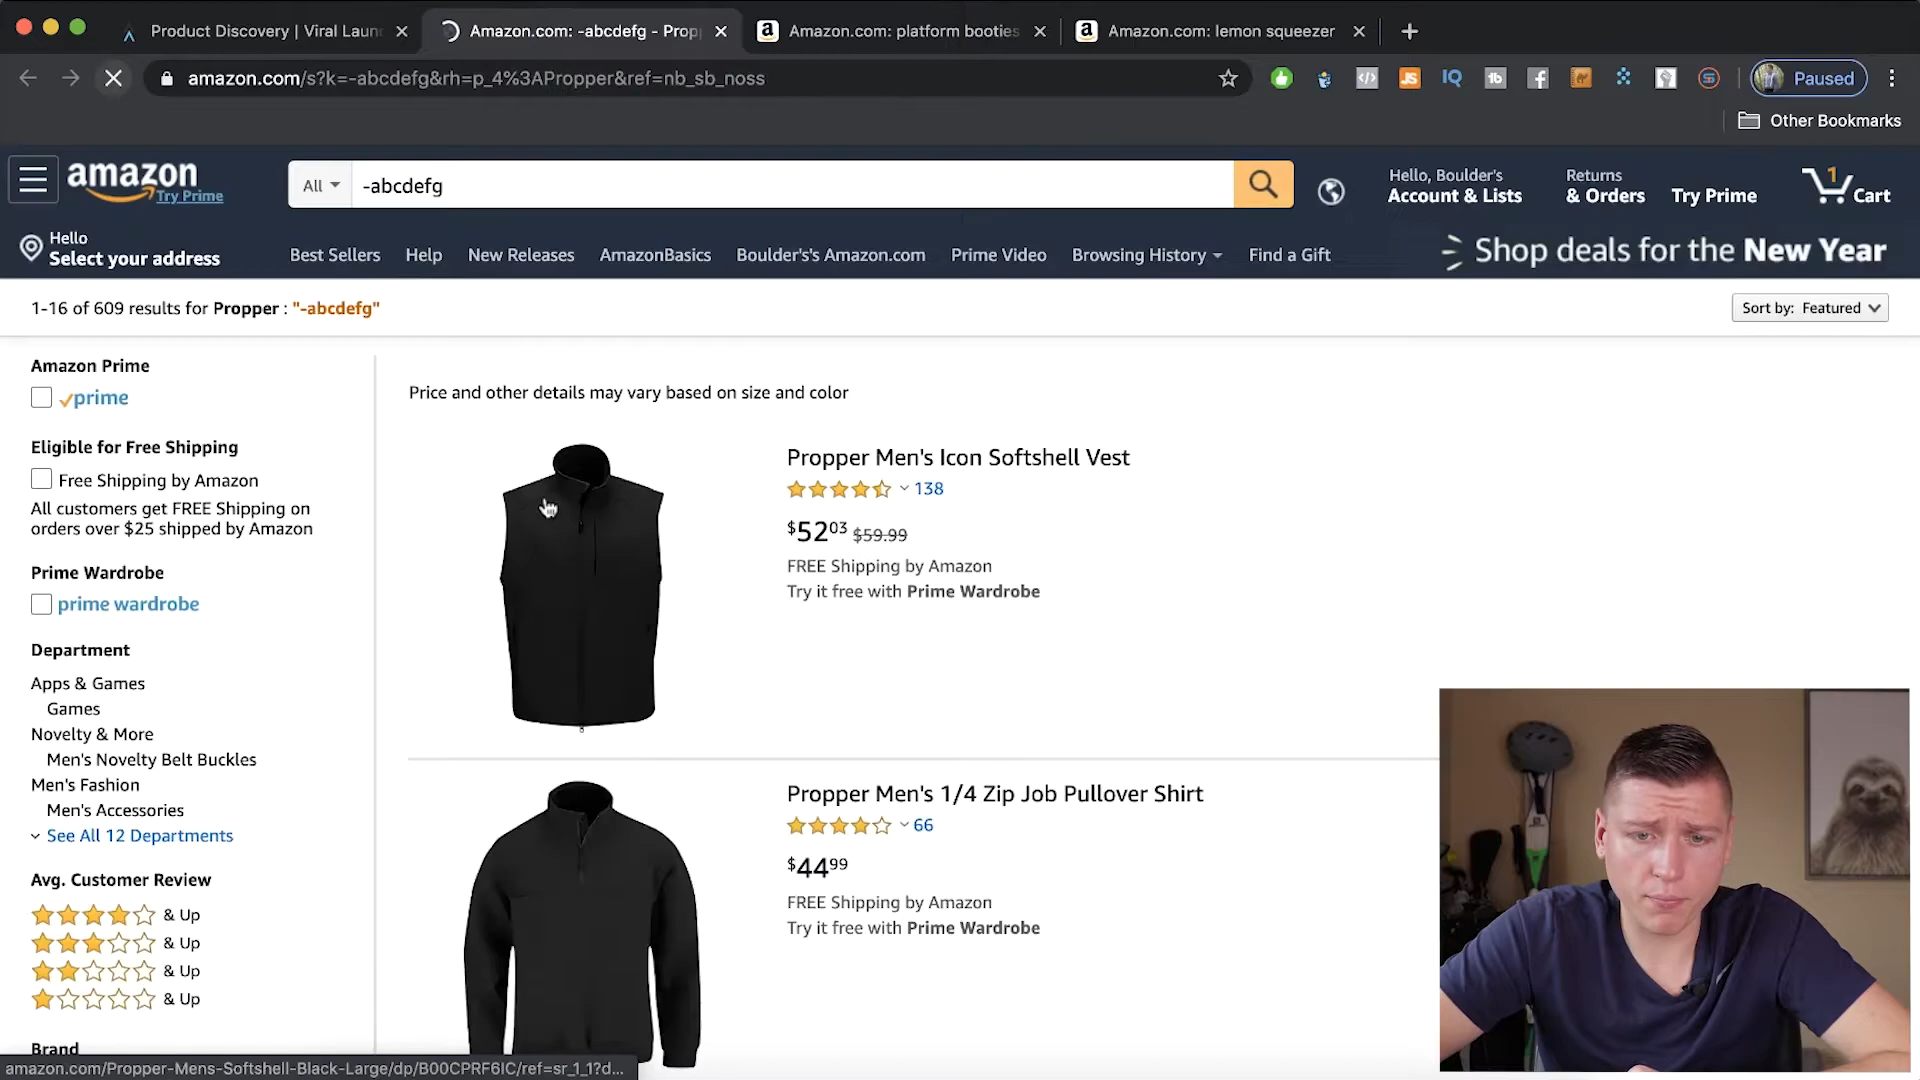 Product Discovery | Viral Laun
Amazon.com: -abcdefg - Prop
Amazon.com: platform booties
Amazon.com: lemon squeezer
amazon.com/s?k=-abcdefg&rh=p_4%3APropper&ref=nb_sb_noss
Paused
Other Bookmarks
amazon
Try Prime
All
-abcdefg
Hello, Boulder's
Account & Lists
Returns
& Orders
Try Prime
1
Cart
Hello
Select your address
Best Sellers
Help
New Releases
AmazonBasics
Boulder's's Amazon.com
Prime Video
Browsing History
Find a Gift
Shop deals for the New Year
1-16 of 609 results for Propper : "-abcdefg"
Sort by: Featured
Amazon Prime
prime
Eligible for Free Shipping
Free Shipping by Amazon
All customers get FREE Shipping on
orders over $25 shipped by Amazon
Prime Wardrobe
prime wardrobe
Department
Apps & Games
Games
Novelty & More
Men's Novelty Belt Buckles
Men's Fashion
Men's Accessories
See All 12 Departments
Avg. Customer Review
& Up
& Up
& Up
& Up
Brand
Price and other details may vary based on size and color
Propper Men's Icon Softshell Vest
138
$5203 $59.99
FREE Shipping by Amazon
Try it free with Prime Wardrobe
Propper Men's 1/4 Zip Job Pullover Shirt
66
$4499
FREE Shipping by Amazon
Try it free with Prime Wardrobe
amazon.com/Propper-Mens-Softshell-Black-Large/dp/B00CPRF6IC/ref=sr_1_1?d...